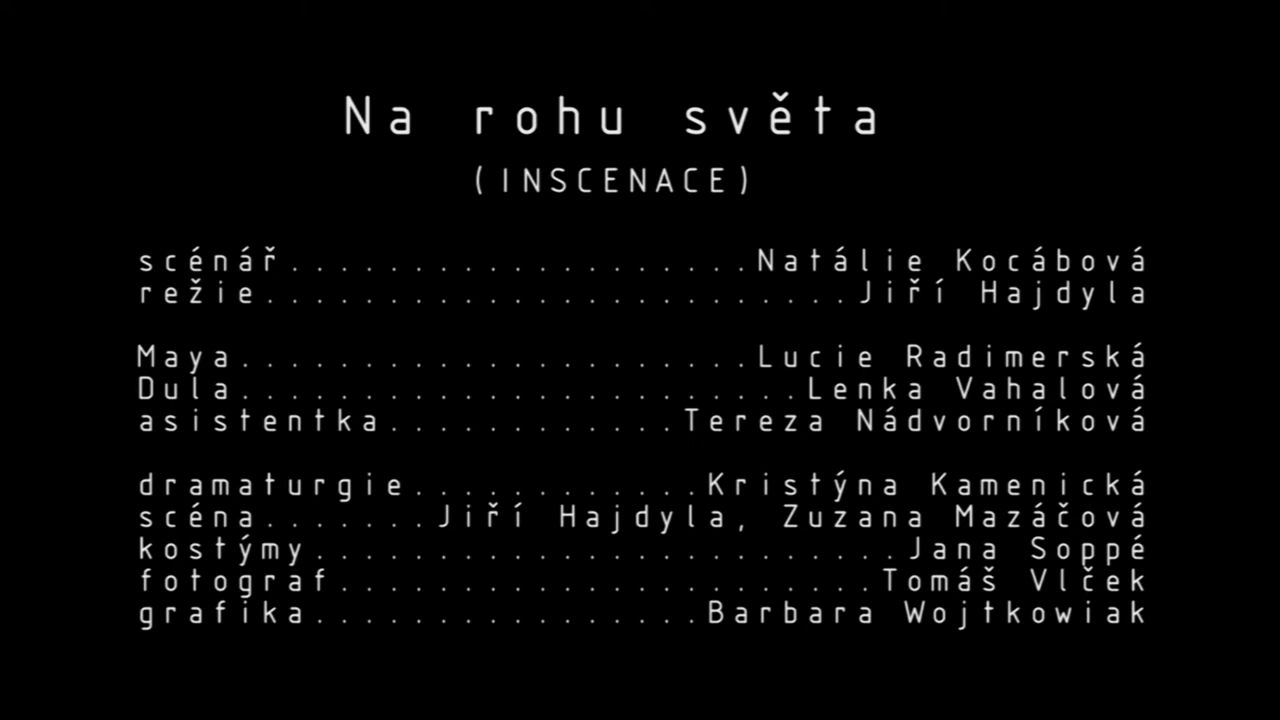 Na rohu světa
(INSCENACE)
scénář...................Natálie Kocábová
režie........................Jiří Hajdyla
Maya.....................Lucie Radimerská
Dula.......................Lenka Vahalová
asistentka............Tereza Nádvorníková
dramaturgie............Kristýna Kamenická
scéna.......Jiří Hajdyla, Zuzana Mazáčová
kostýmy........................Jana Soppé
fotograf......................Tomáš Vlček
grafika................Barbara Wojtkowiak